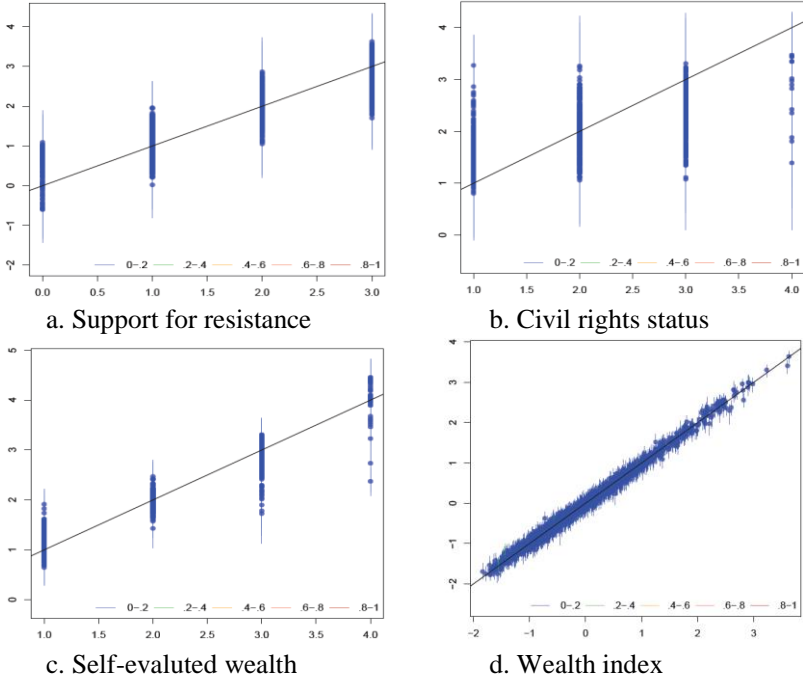 4
3
2
1
0
−1
−2
0~.2 .2~.4 .4~.6 .6~.8 .8~1
0.0 0.5 1.0 1.5 2.0 2.5 3.0
a. Support for resistance
4
3
2
1
0
0~.2 .2~.4 .4~.6 .6~.8 .8~1
1.0 1.5 2.0 2.5 3.0 3.5 4.0
b. Civil rights status
5
4
3
2
1
0
0~.2 .2~.4 .4~.6 .6~.8 .8~1
1.0 1.5 2.0 2.5 3.0 3.5 4.0
c. Self-evaluted wealth
4
3
2
1
0
−1
−2
0~.2 .2~.4 .4~.6 .6~.8 .8~1
−2 −1 0 1 2 3
d. Wealth index